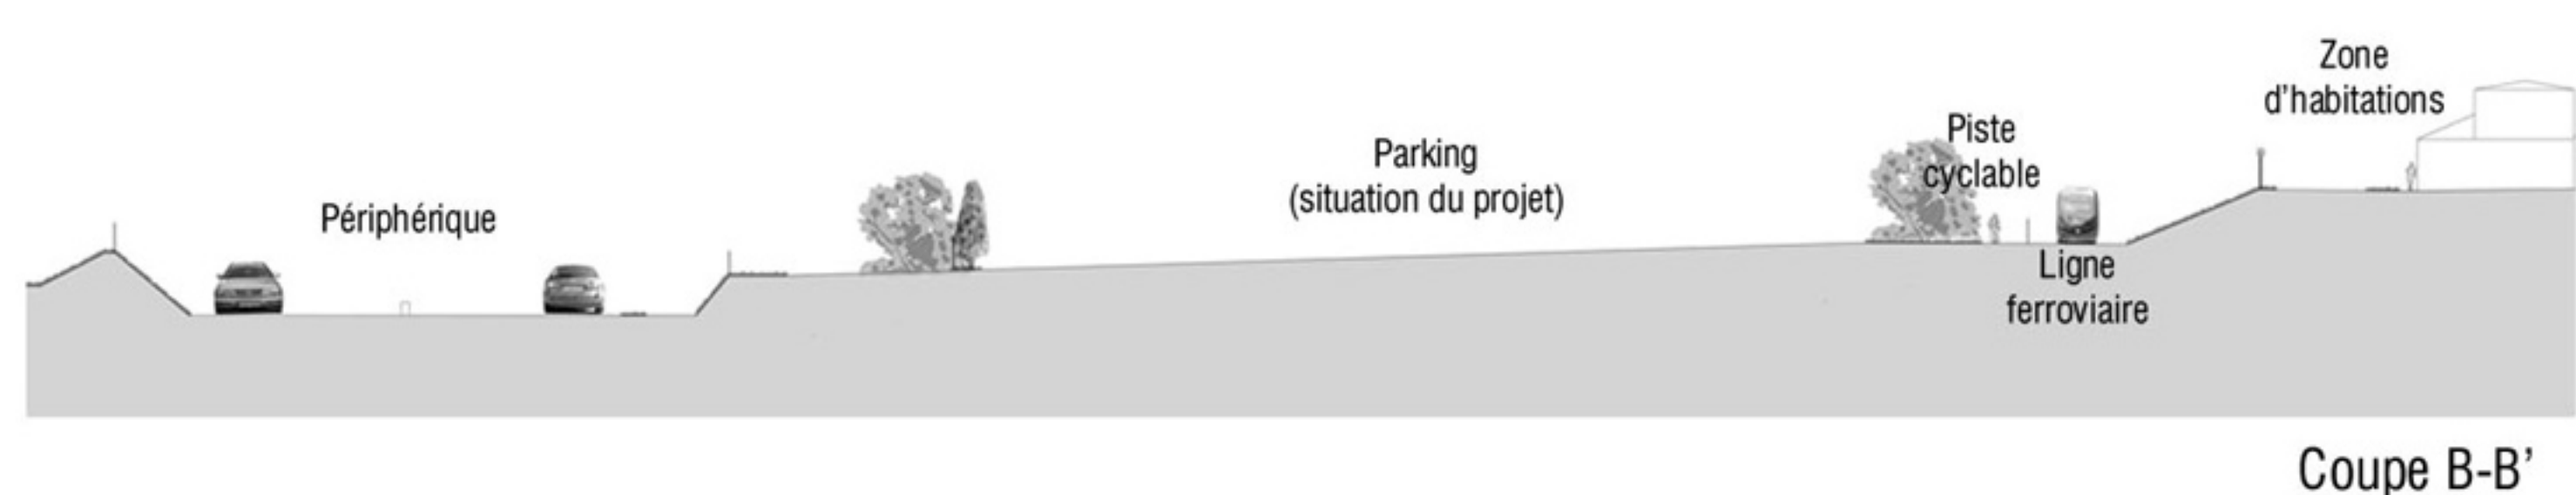 Périphérique
Parking
(situation du projet)
Piste
cyclable
Ligne
ferroviaire
Zone
d'habitations
Coupe B-B’